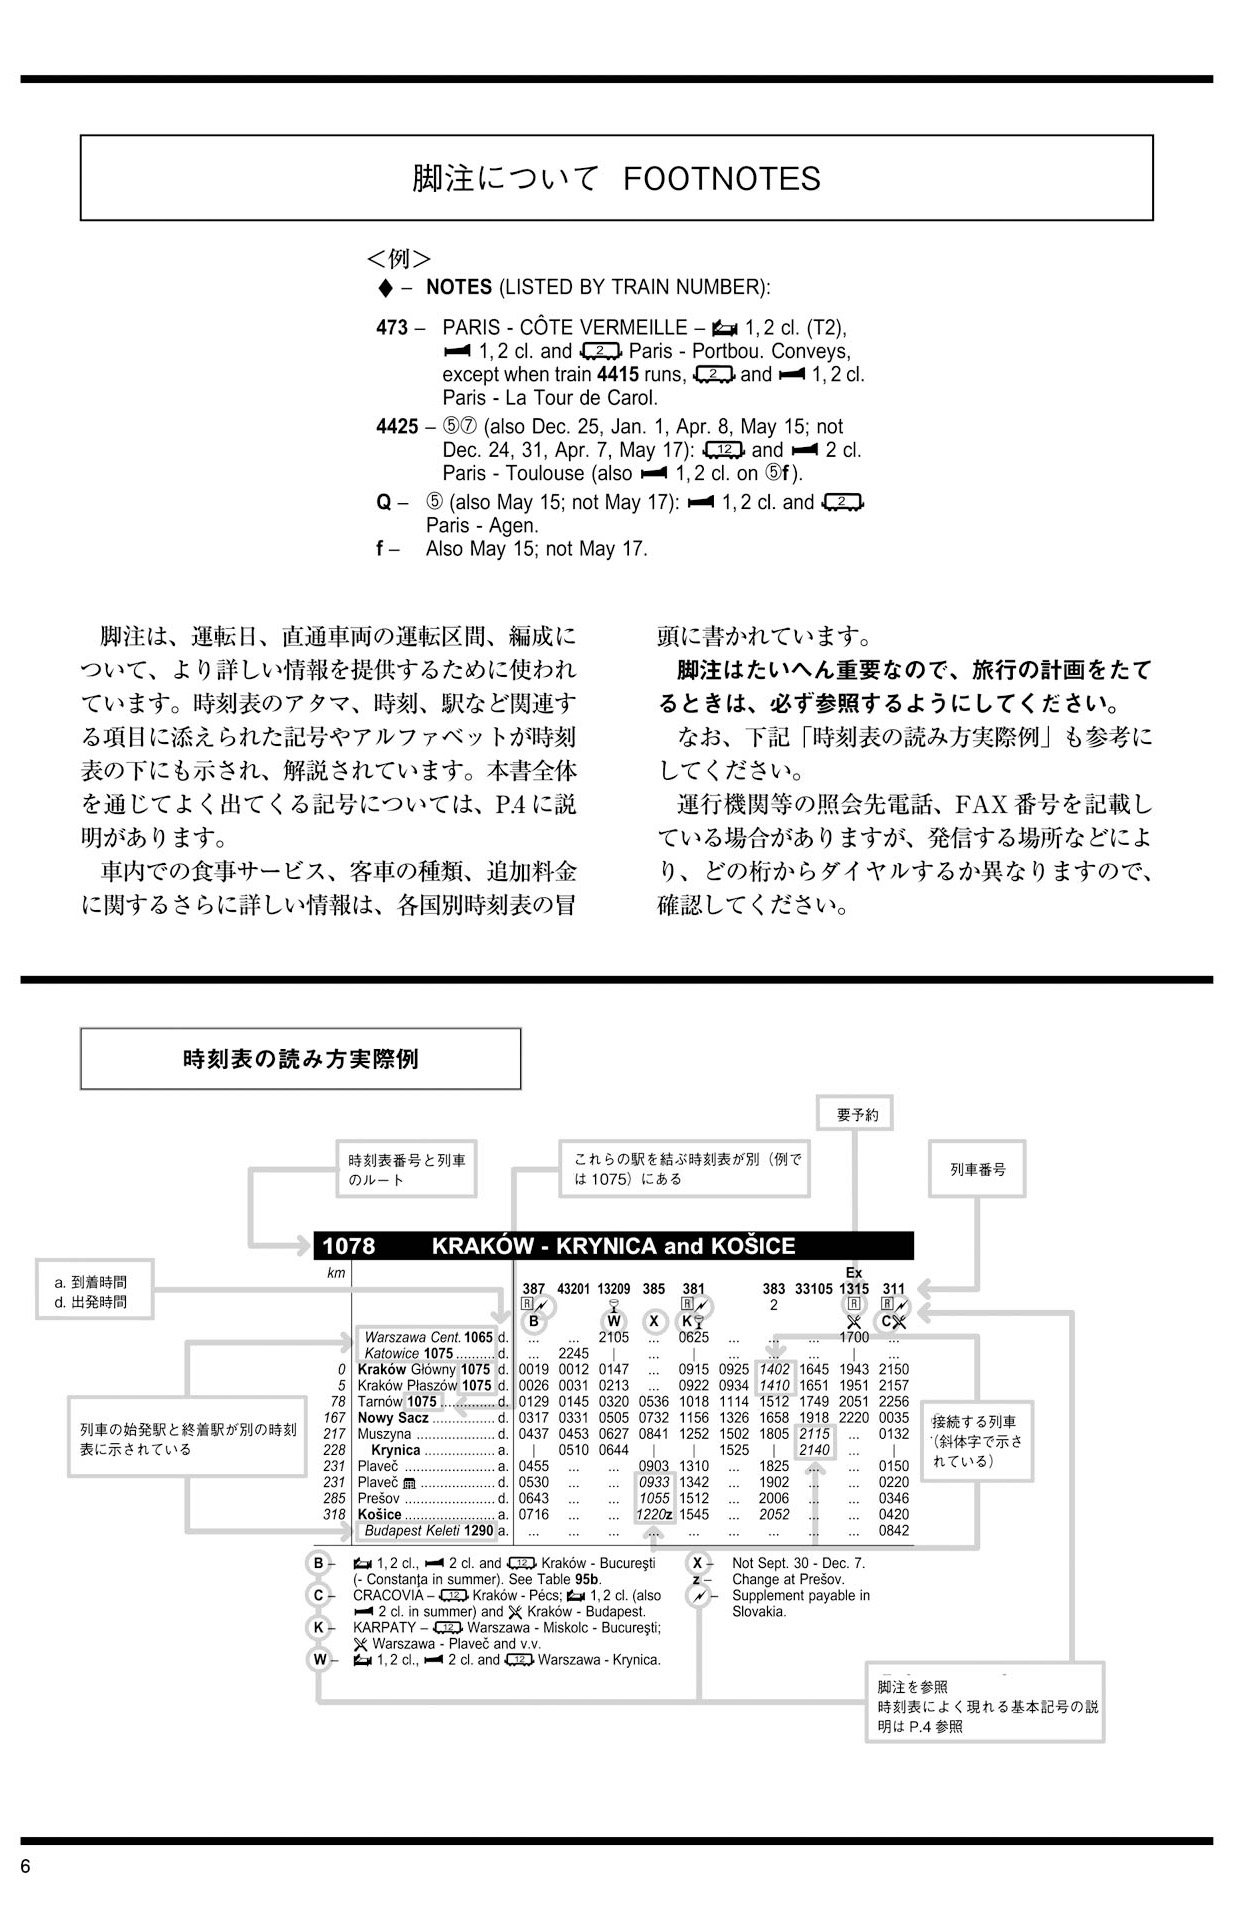 脚注について FOOTNOTES
＜例＞
♦ – NOTES (LISTED BY TRAIN NUMBER):
473 – PARIS - CÔTE VERMEILLE – 1, 2 cl. (T2),
1, 2 cl. and 2 Paris - Portbou. Conveys,
except when train 4415 runs, 2 and 1, 2 cl.
Paris - La Tour de Carol.
4425 – ⑤⑦ (also Dec. 25, Jan. 1, Apr. 8, May 15; not
Dec. 24, 31, Apr. 7, May 17): 12 and 2 cl.
Paris - Toulouse (also 1, 2 cl. on ⑤f).
Q – ⑤ (also May 15; not May 17): 1, 2 cl. and 2
Paris - Agen.
f – Also May 15; not May 17.
脚注は、運転日、直通車両の運転区間、編成に
ついて、より詳しい情報を提供するために使われ
ています。時刻表のアタマ、時刻、駅など関連す
る項目に添えられた記号やアルファベットが時刻
表の下にも示され、解説されています。本書全体
を通じてよく出てくる記号については、P.4 に説
明があります。
車内での食事サービス、客車の種類、追加料金
に関するさらに詳しい情報は、各国別時刻表の冒
頭に書かれています。
脚注はたいへん重要なので、旅行の計画をたて
るときは、必ず参照するようにしてください。
なお、下記「時刻表の読み方実際例」も参考に
してください。
運行機関等の照会先電話、FAX 番号を記載し
ている場合がありますが、発信する場所などによ
り、どの桁からダイヤルするか異なりますので、
確認してください。
時刻表の読み方実際例
要予約
時刻表番号と列車
のルート
これらの駅を結ぶ時刻表が別（例で
は 1075）にある
列車番号
a. 到着時間
d. 出発時間
列車の始発駅と終着駅が別の時刻
表に示されている
接続する列車
（斜体字で示さ
れている）
1078 KRAKÓW - KRYNICA and KOŠICE
km Ex
387 43201 13209 385 381 383 33105 1315 311
R R 2 R R
B W X K C
Warszawa Cent. 1065 d. ... ... 2105 ... 0625 ... ... ... 1700 ...
Katowice 1075 .......... d. ... 2245 | ... | ... ... ... | ...
0 Kraków Główny 1075 d. 0019 0012 0147 ... 0915 0925 1402 1645 1943 2150
5 Kraków Płaszów 1075 d. 0026 0031 0213 ... 0922 0934 1410 1651 1951 2157
78 Tarnów 1075 .............. d. 0129 0145 0320 0536 1018 1114 1512 1749 2051 2256
167 Nowy Sacz ................ d. 0317 0331 0505 0732 1156 1326 1658 1918 2220 0035
217 Muszyna .................... d. 0437 0453 0627 0841 1252 1502 1805 2115 ... 0132
228 Krynica .................. a. | 0510 0644 | | 1525 | 2140 ... |
231 Plaveč ....................... a. 0455 ... ... 0903 1310 ... 1825 ... ... 0150
231 Plaveč ................... d. 0530 ... ... 0933 1342 ... 1902 ... ... 0220
285 Prešov ....................... d. 0643 ... ... 1055 1512 ... 2006 ... ... 0346
318 Košice ....................... a. 0716 ... ... 1220z 1545 ... 2052 ... ... 0420
Budapest Keleti 1290 a. ... ... ... ... ... ... ... ... ... 0842
B – 1, 2 cl., 2 cl. and 12 Kraków - Bucureşti
(- Constanţa in summer). See Table 95b.
C – CRACOVIA – 12 Kraków - Pécs; 1, 2 cl. (also
2 cl. in summer) and Kraków - Budapest.
K – KARPATY – 12 Warszawa - Miskolc - Bucureşti;
Warszawa - Plaveč and v.v.
W – 1, 2 cl., 2 cl. and 12 Warszawa - Krynica.
X – Not Sept. 30 - Dec. 7.
z – Change at Prešov.
– Supplement payable in
Slovakia.
脚注を参照
時刻表によく現れる基本記号の説
明は P.4 参照
6